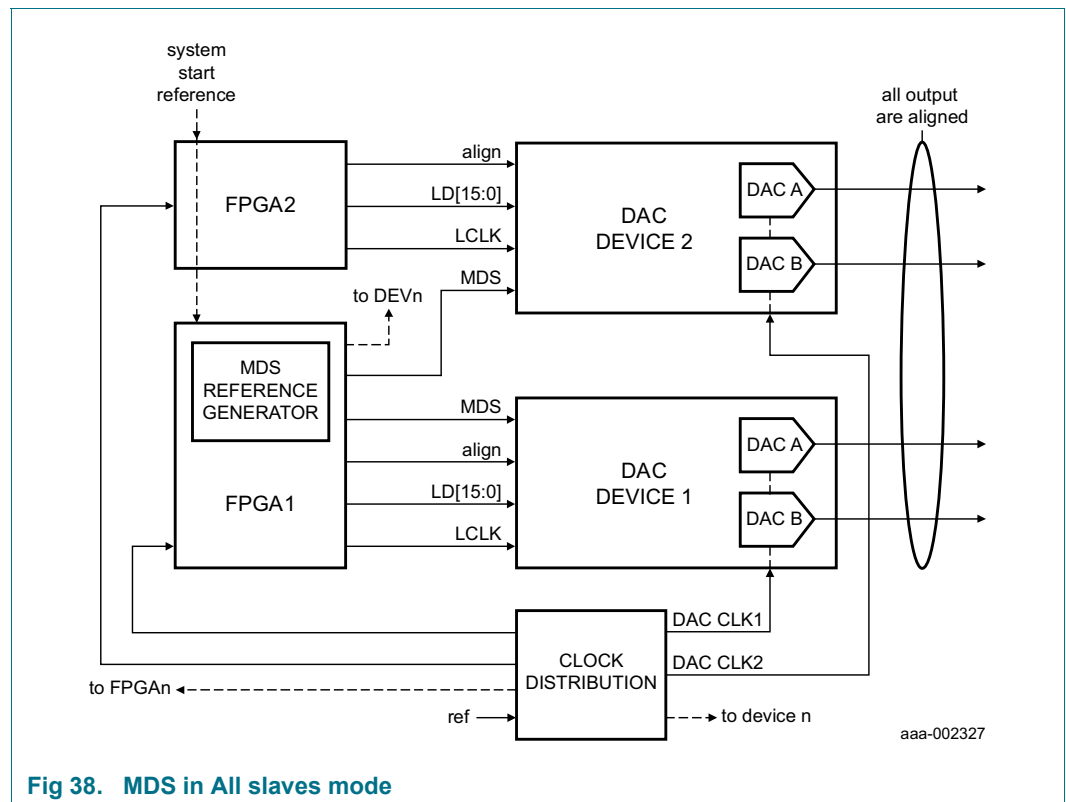 system
start
reference
all output
are aligned
FPGA2
align
LD[15:0]
LCLK
MDS
DAC
DEVICE 2
DAC A
DAC B
to DEVn
MDS
REFERENCE
GENERATOR
FPGA1
MDS
align
LD[15:0]
LCLK
DAC
DEVICE 1
DAC A
DAC B
DAC CLK1
CLOCK
DISTRIBUTION
DAC CLK2
to FPGAn
ref
to device n
aaa-002327
Fig 38. MDS in All slaves mode